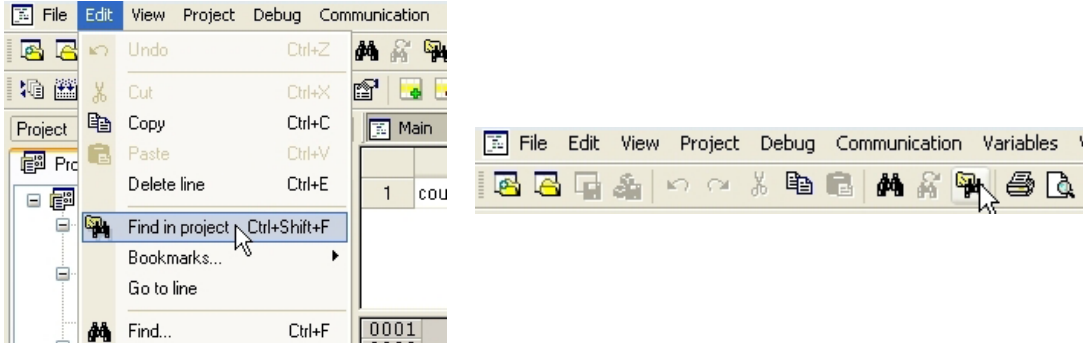 File Edit View Project Debug Communication
Undo Ctrl+Z
Cut Ctrl+X
Project Copy Ctrl+C Main
Paste Ctrl+V
Delete line Ctrl+E
1 cou
Find in project Ctrl+Shift+F
Bookmarks...
Go to line
Find... Ctrl+F
0001
File Edit View Project Debug Communication Variables